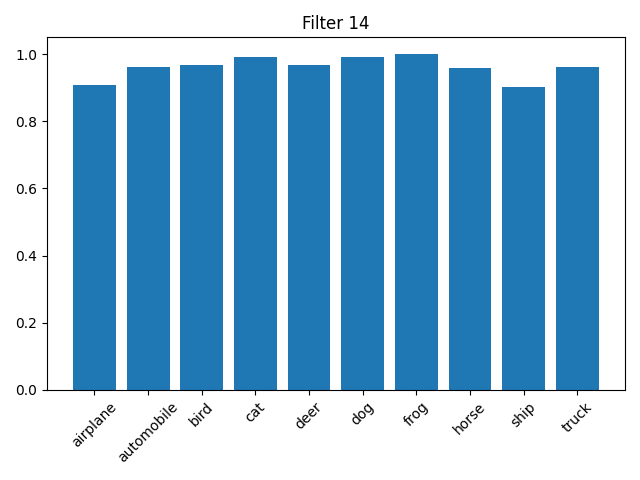 Filter 14
1.0
0.8
0.6
0.4
0.2
0.0
airplane
automobile
bird
cat
deer
dog
frog
horse
ship
truck